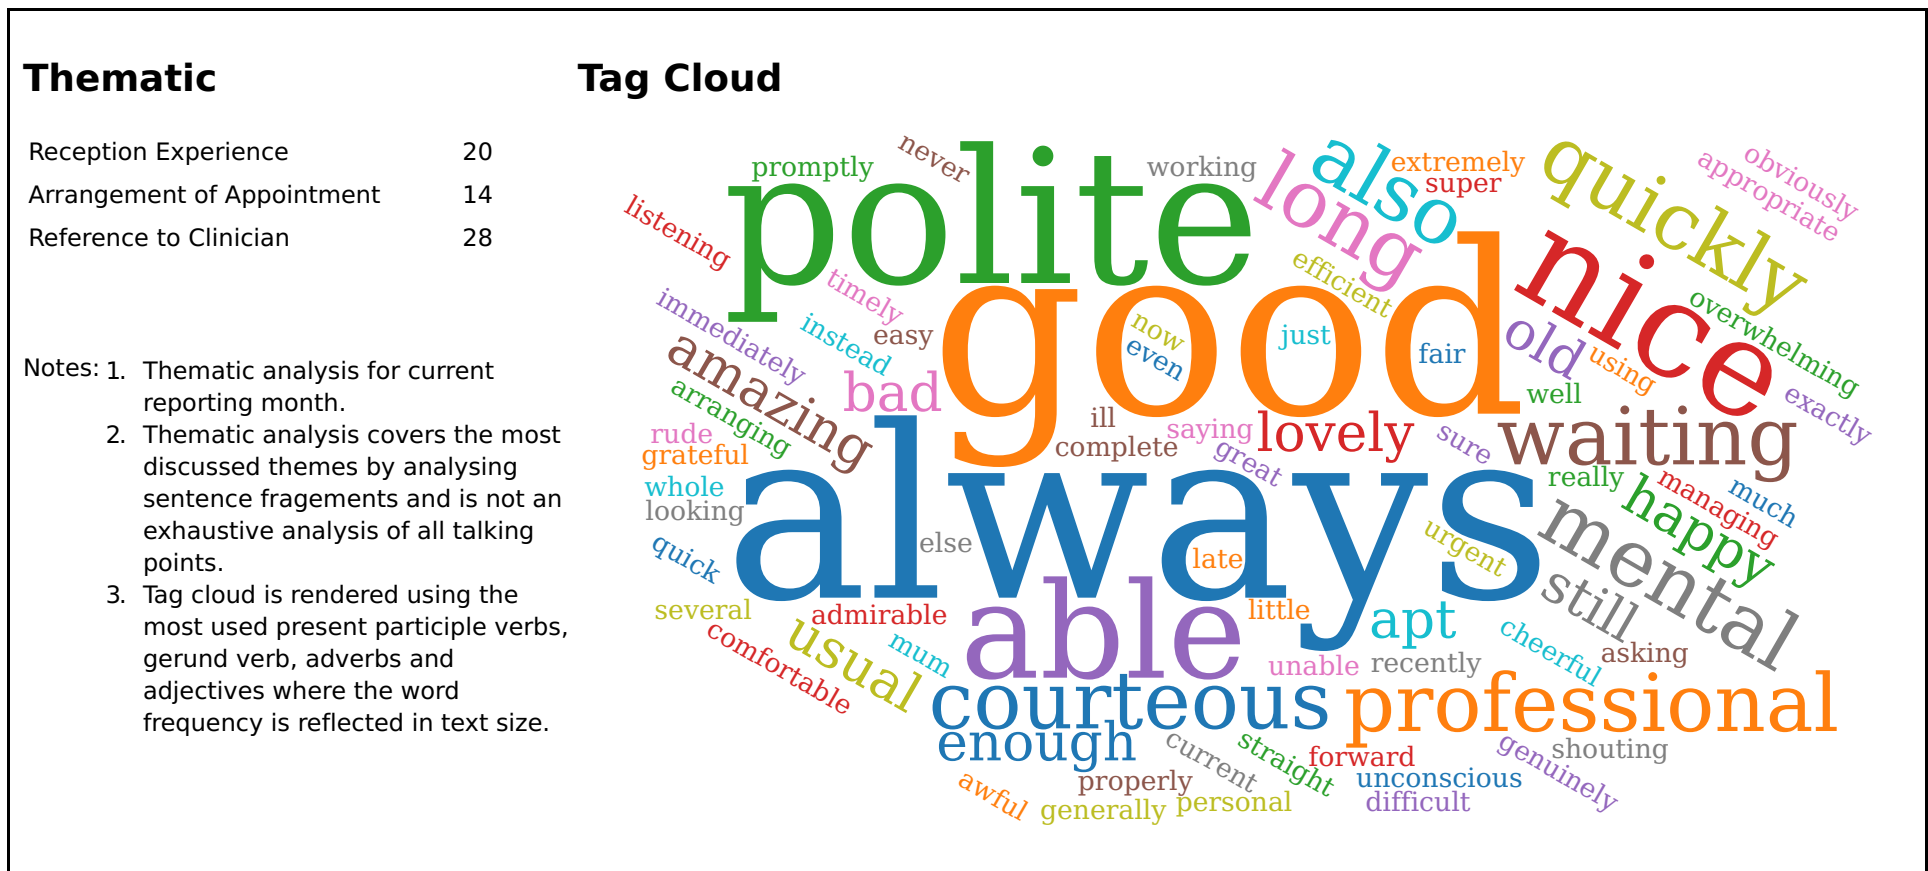 Thematic
Tag Cloud
Reception Experience 20
Arrangement of Appointment 14
Reference to Clinician 28
Notes: 1. Thematic analysis for current
reporting month.
2. Thematic analysis covers the most
discussed themes by analysing
sentence fragements and is not an
exhaustive analysis of all talking
points.
3. Tag cloud is rendered using the
most used present participle verbs,
gerund verb, adverbs and
adjectives where the word
frequency is reflected in text size.
promptly
never
polite
working
long
also
extremely
super
quickly
obviously
appropriate
listening
timely
immediately
instead
easy
good
now
even
just
efficient
fair
nice
old
using
overwhelming
exactly
well
amazing
bad
arranging
rude
grateful
whole
looking
ill
complete
saying
great
lovely
sure
waiting
really
managing
much
happy
always
else
late
urgent
mental
still
quick
several
admirable
comfortable
usual
mum
able
little
apt
unable
recently
cheerful
asking
courteous
professional
enough
current
straight
forward
genuinely
shouting
awful
properly
generally
personal
unconscious
difficult